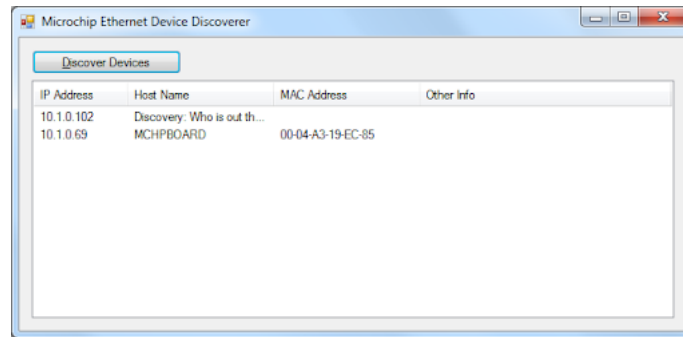 Microchip Ethernet Device Discoverer
Discover Devices
IP Address Host Name MAC Address Other Info
10.1.0.102 Discovery: Who is out th...
10.1.0.69 MCHPBOARD 00-04-A3-19-EC-85